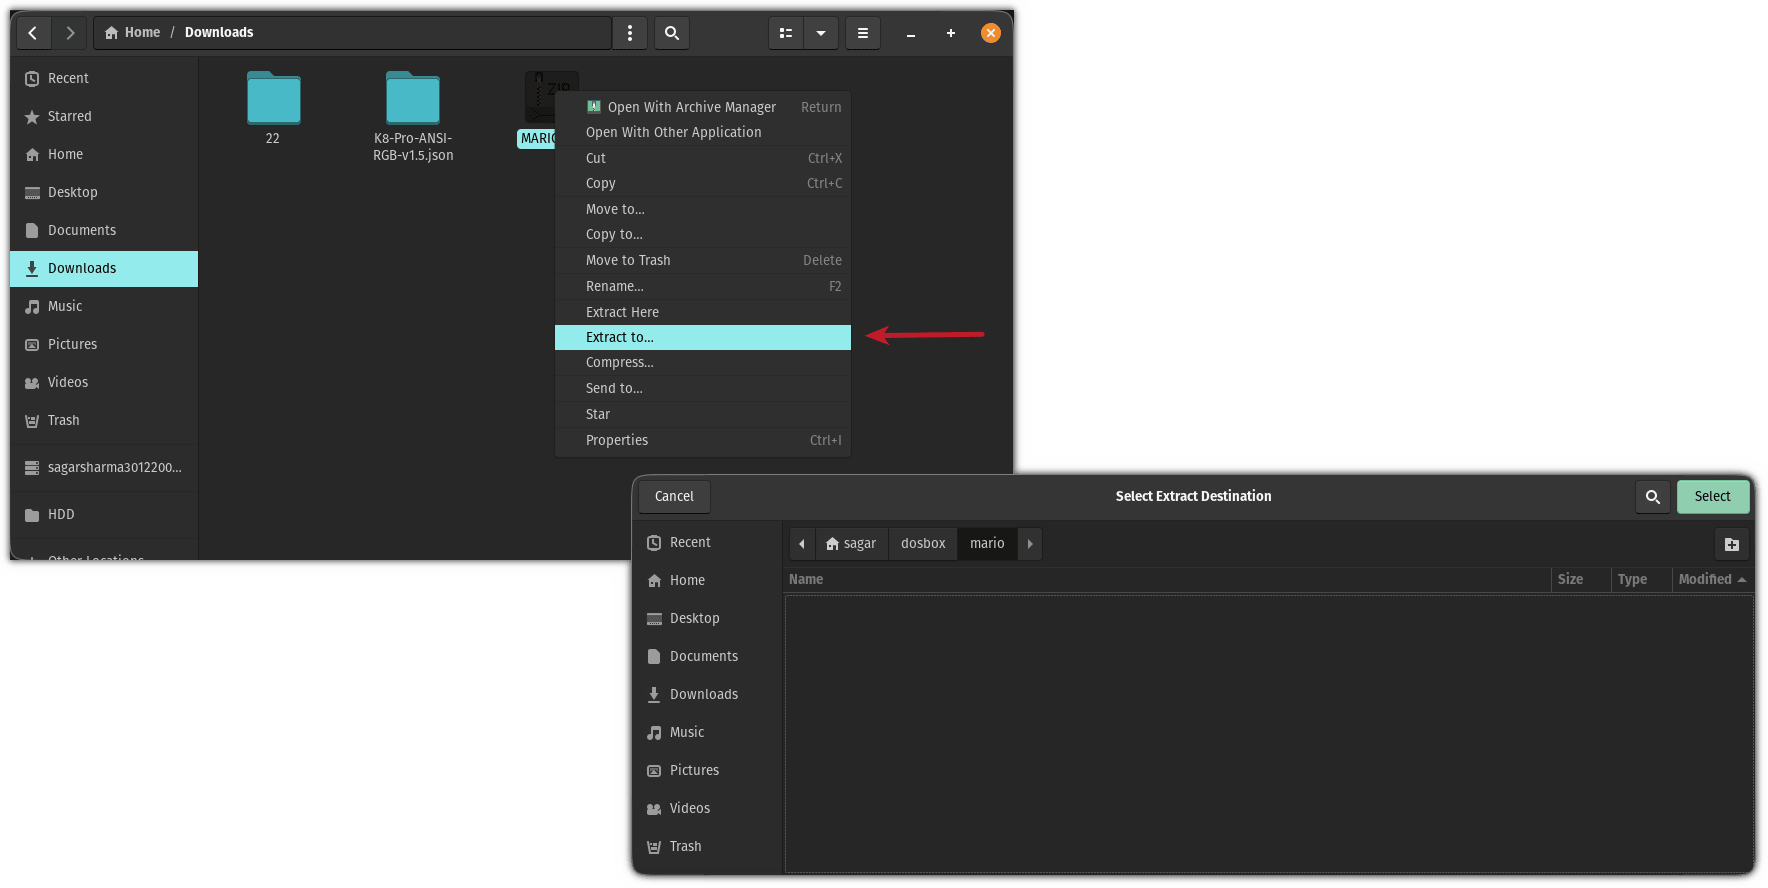 Home / Downloads
Recent
Starred
Home
Desktop
Documents
Downloads
Music
Pictures
Videos
Trash
sagarsharma3012200...
HDD
Other Locations
22
K8-Pro-ANSI-
RGB-v1.5.json
ZIP
MARIO
Open With Archive Manager Return
Open With Other Application
Cut Ctrl+X
Copy Ctrl+C
Move to...
Copy to...
Move to Trash Delete
Rename... F2
Extract Here
Extract to...
Compress...
Send to...
Star
Properties Ctrl+I
Cancel Select Extract Destination Select
Recent
Home
Desktop
Documents
Downloads
Music
Pictures
Videos
Trash
sagar dosbox mario
Name Size Type Modified